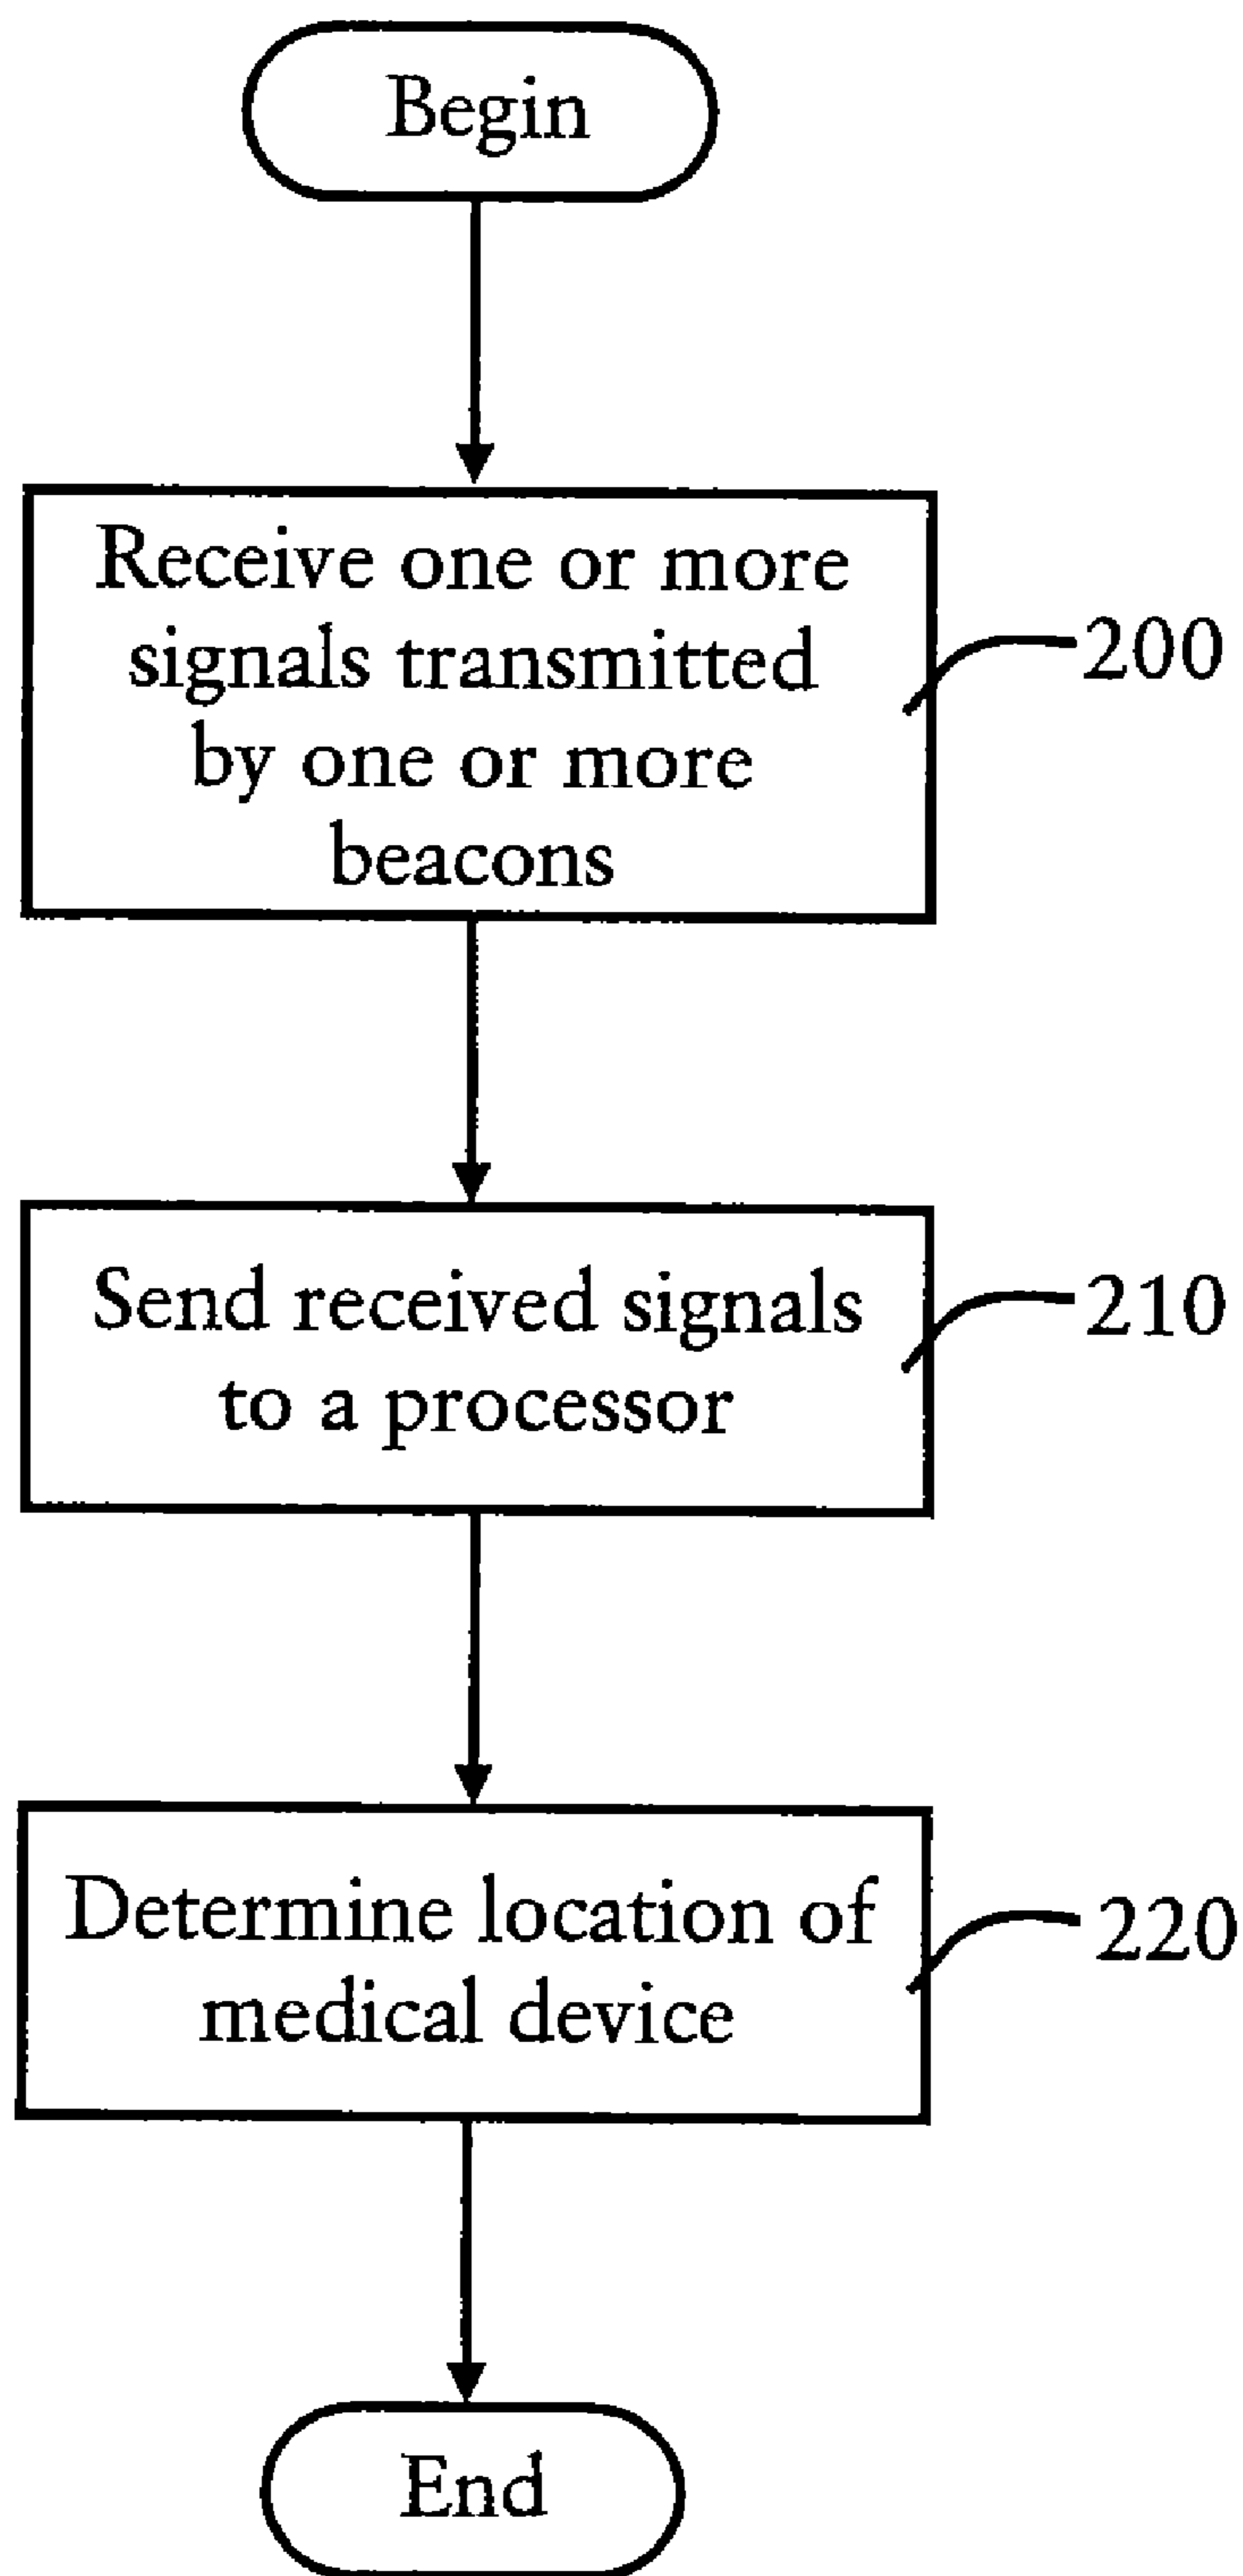 Begin
Receive one or more
signals transmitted
by one or more
beacons
200
Send received signals
to a processor
210
Determine location of
medical device
220
End